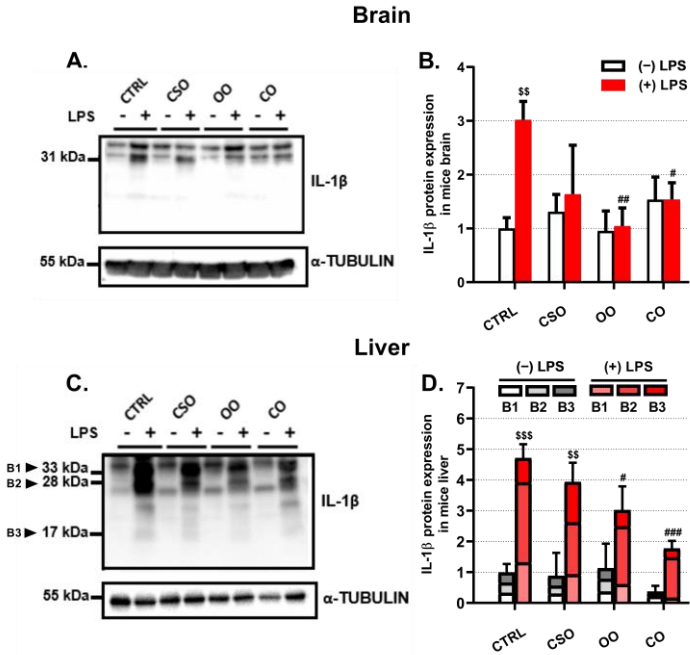 Brain
A.
CTRL CSO OO CO
LPS - + - + - + - +
31 kDa
IL-1β
55 kDa
α-TUBULIN
B.
IL-1β protein expression
in mice brain
4
3
2
1
0
(−) LPS
(+) LPS
$$
##
#
CTRL CSO OO CO
Liver
C.
CTRL CSO OO CO
LPS - + - + - + - +
B1 33 kDa
B2 28 kDa
IL-1β
B3 17 kDa
55 kDa
α-TUBULIN
D.
(−) LPS (+) LPS
B1 B2 B3 B1 B2 B3
IL-1β protein expression
in mice liver
7
6
5
4
3
2
1
0
$$$
$$
#
###
CTRL CSO OO CO